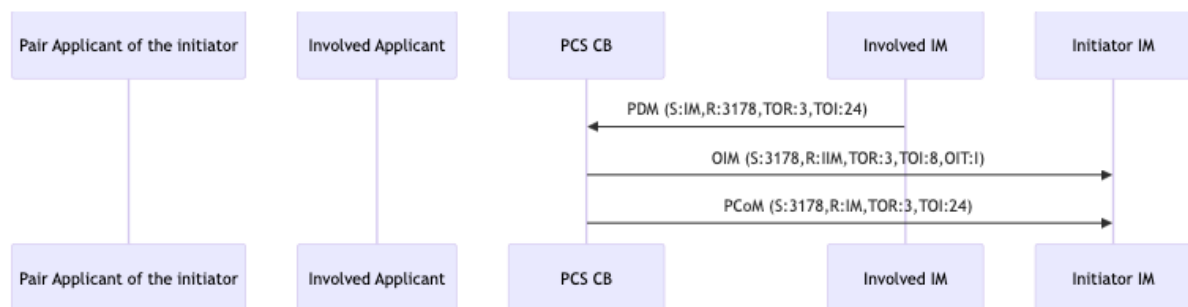 Pair Applicant of the initiator
Involved Applicant
PCS CB
Involved IM
Initiator IM
PDM (S:IM,R:3178,TOR:3,TOI:24)
OIM (S:3178,R:IIM,TOR:3,TOI:8,OIT:I)
PCoM (S:3178,R:IM,TOR:3,TOI:24)
Pair Applicant of the initiator
Involved Applicant
PCS CB
Involved IM
Initiator IM